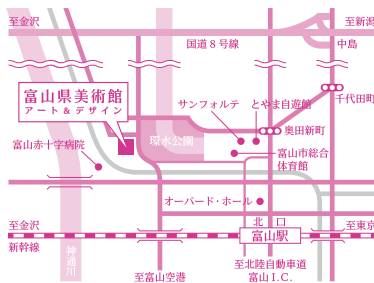 至金沢
至新潟
国道8号線
中島
千代田町
富山県美術館
アート&デザイン
サンフォルテ
とやま自遊館
奥田新町
環水公園
富山赤十字病院
富山市総合
体育館
オーバード・ホール
至金沢
北口
至東京
新幹線
富山駅
神通川
至北陸自動車道
富山I.C.
至富山空港